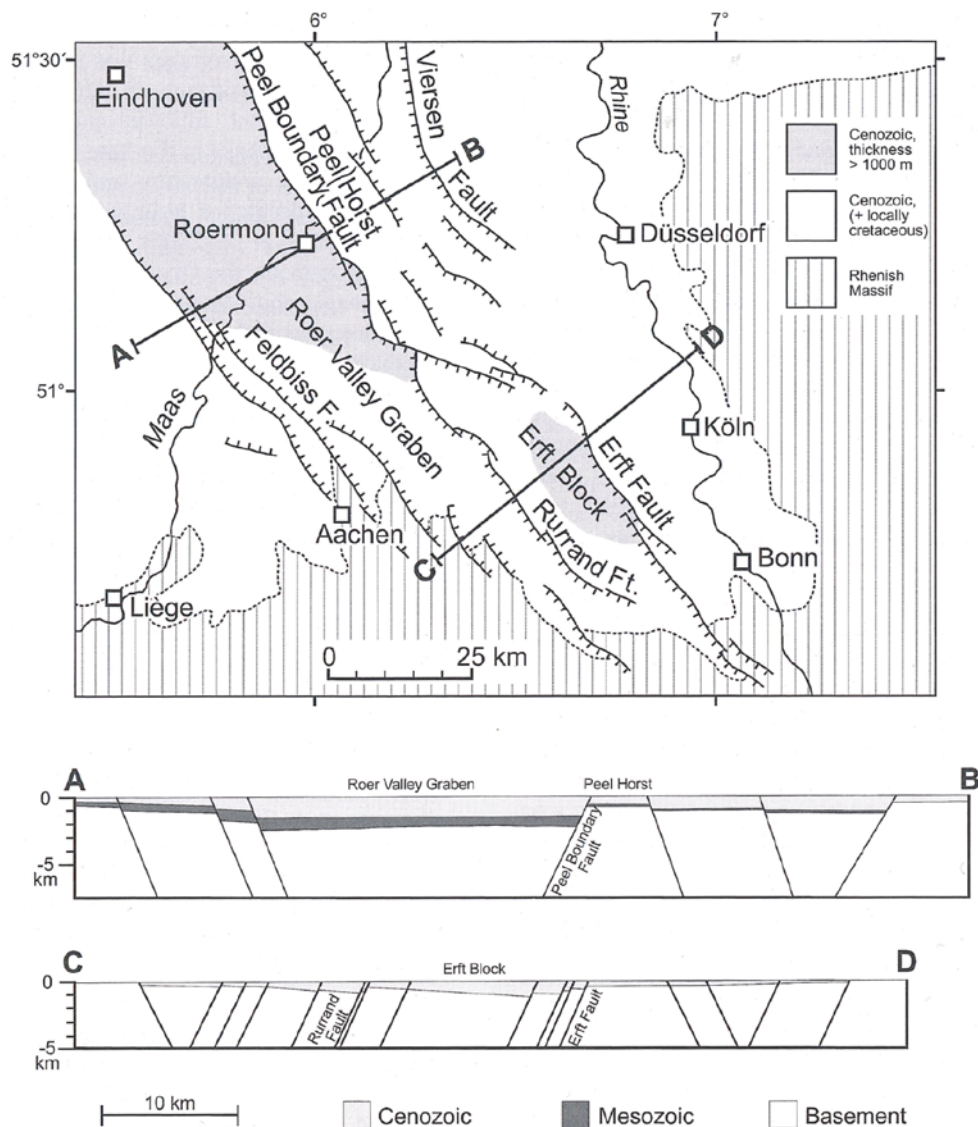 6°
7°
51°30´
51°
Eindhoven
Peel Boundary Fault
Peel Horst
Viersen Fault
Rhine
B
Roermond
Düsseldorf
Cenozoic,
thickness
> 1000 m
Cenozoic,
(+ locally
cretaceous)
Rhenish
Massif
A
Roer Valley Graben
Feldbiss F.
Maas
D
Köln
Erft Block
Erft Fault
Rurrand Ft.
Aachen
C
Bonn
Liège
0 25 km
A
B
Roer Valley Graben
Peel Horst
0
-5
km
Peel Boundary
Fault
C
D
Erft Block
0
-5
km
Rurrand
Fault
Erft Fault
10 km
Cenozoic
Mesozoic
Basement